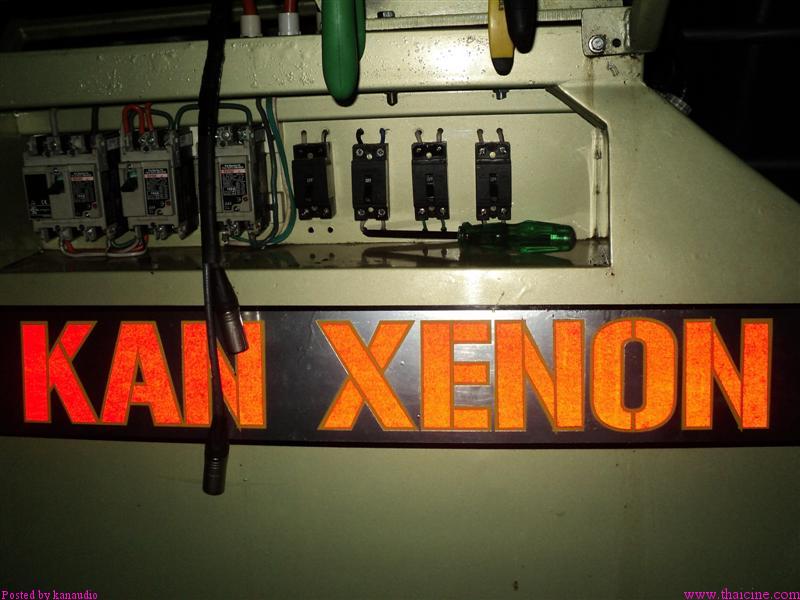 KAN XENON
Posted by kanaudio
www.thaicine.com